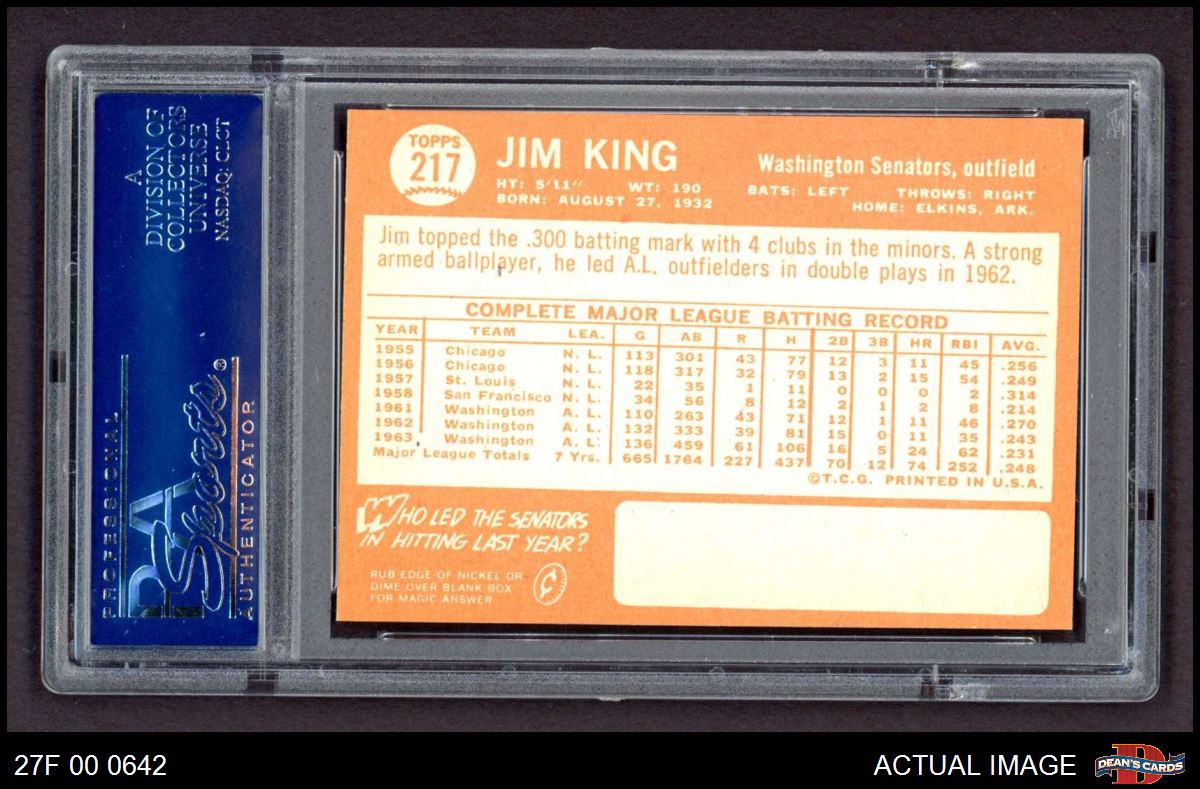 A
DIVISION OF
COLLECTORS
UNIVERSE
NASDAQ: CLCT
PROFESSIONAL
PSA
Sports®
AUTHENTICATOR
TOPPS
217
JIM KING
Washington Senators, outfield
HT: 5'11" WT: 190 BATS: LEFT THROWS: RIGHT
BORN: AUGUST 27, 1932 HOME: ELKINS, ARK.
Jim topped the .300 batting mark with 4 clubs in the minors. A strong
armed ballplayer, he led A.L. outfielders in double plays in 1962.
COMPLETE MAJOR LEAGUE BATTING RECORD
YEAR TEAM LEA. G AB R H 2B 3B HR RBI AVG.
1955 Chicago N. L. 113 301 43 77 12 3 11 45 .256
1956 Chicago N. L. 118 317 32 79 13 2 15 54 .249
1957 St. Louis N. L. 22 35 1 11 0 0 0 2 .314
1958 San Francisco N. L. 34 56 8 12 2 1 2 8 .214
1961 Washington A. L. 110 263 43 71 12 1 11 46 .270
1962 Washington A. L. 132 333 39 81 15 0 11 35 .243
1963 Washington A. L. 136 459 61 106 16 5 24 62 .231
Major League Totals 7 Yrs. 665 1764 227 437 70 12 74 252 .248
©T.C.G. PRINTED IN U.S.A.
WHO LED THE SENATORS
IN HITTING LAST YEAR?
RUB EDGE OF NICKEL OR
DIME OVER BLANK BOX
FOR MAGIC ANSWER
27F 00 0642
ACTUAL IMAGE
DEAN'S CARDS